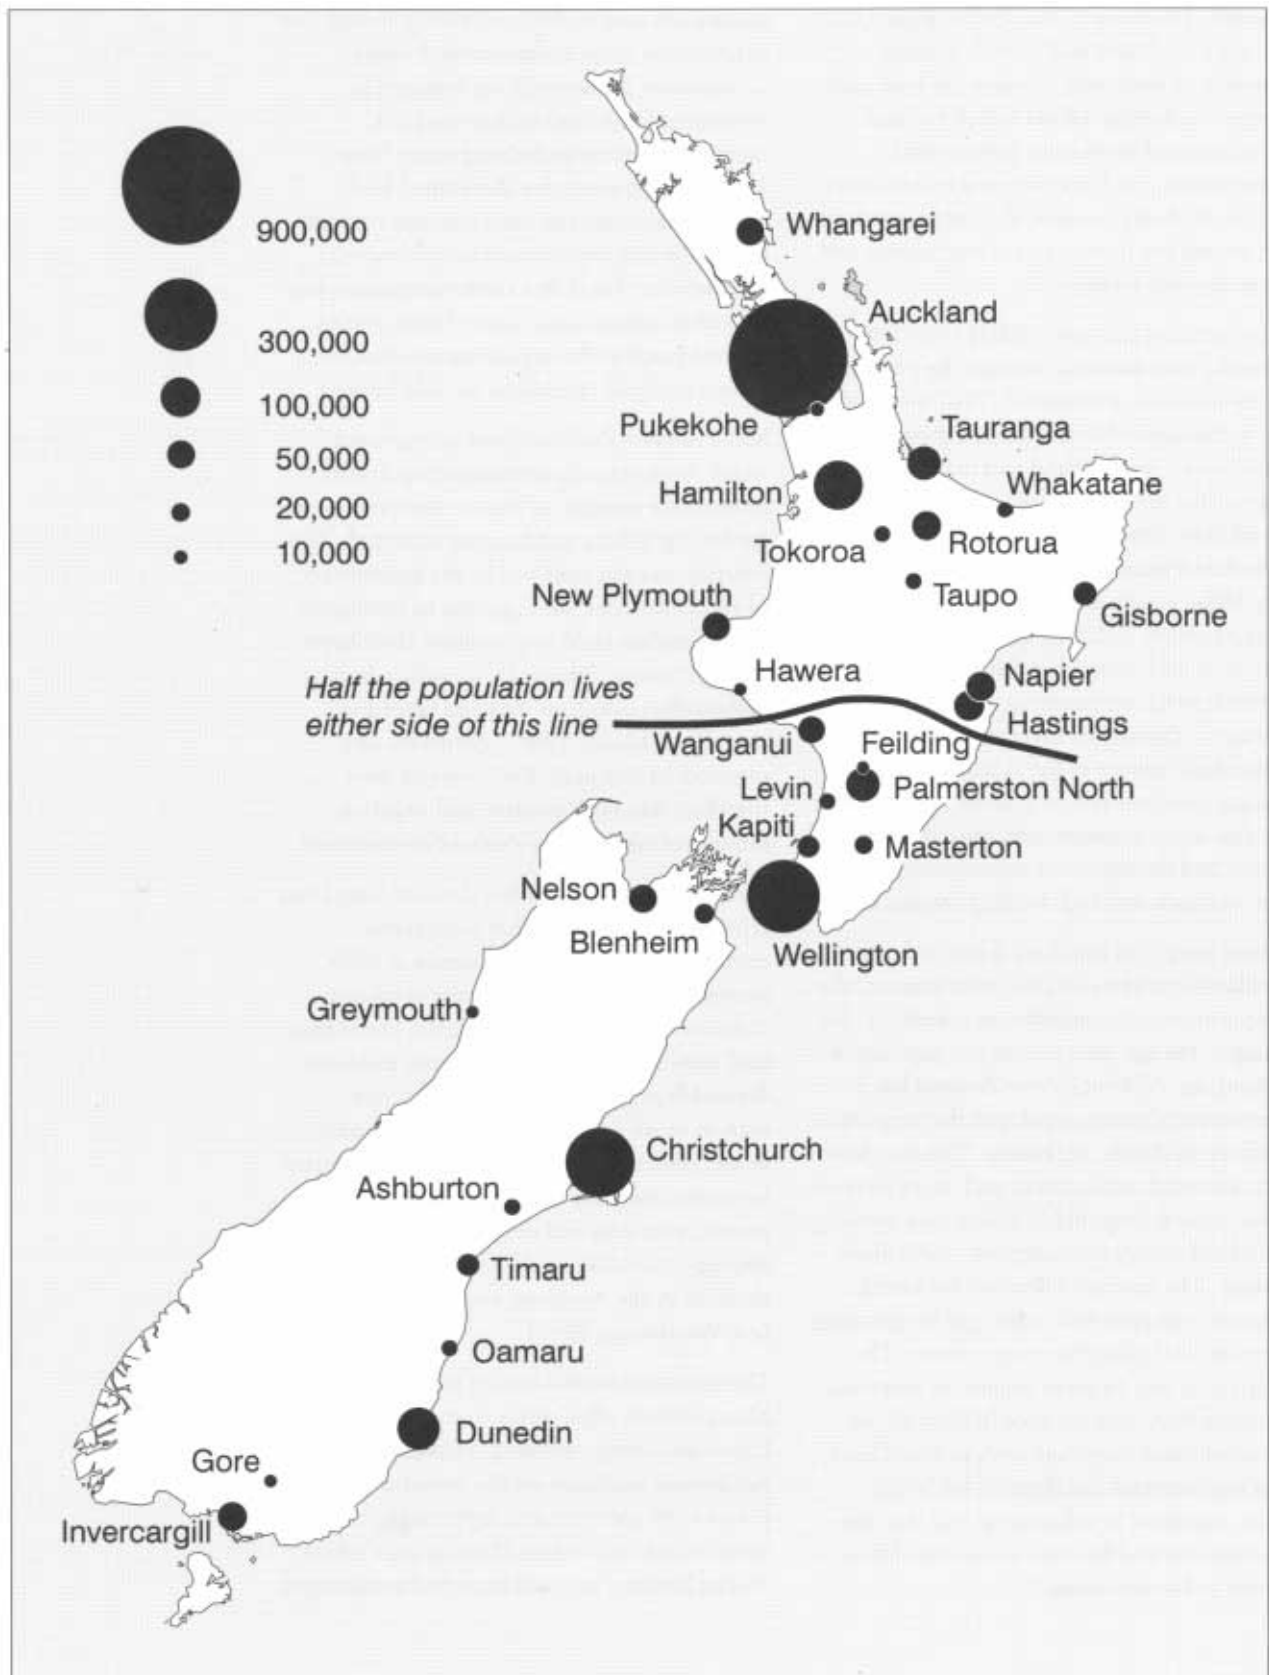 900,000
300,000
100,000
50,000
20,000
10,000
Whangarei
Auckland
Pukekohe
Tauranga
Hamilton
Whakatane
Tokoroa
Rotorua
New Plymouth
Taupo
Gisborne
Hawera
Napier
Half the population lives
either side of this line
Hastings
Wanganui
Feilding
Levin
Palmerston North
Kapiti
Masterton
Nelson
Blenheim
Wellington
Greymouth
Christchurch
Ashburton
Timaru
Oamaru
Dunedin
Gore
Invercargill